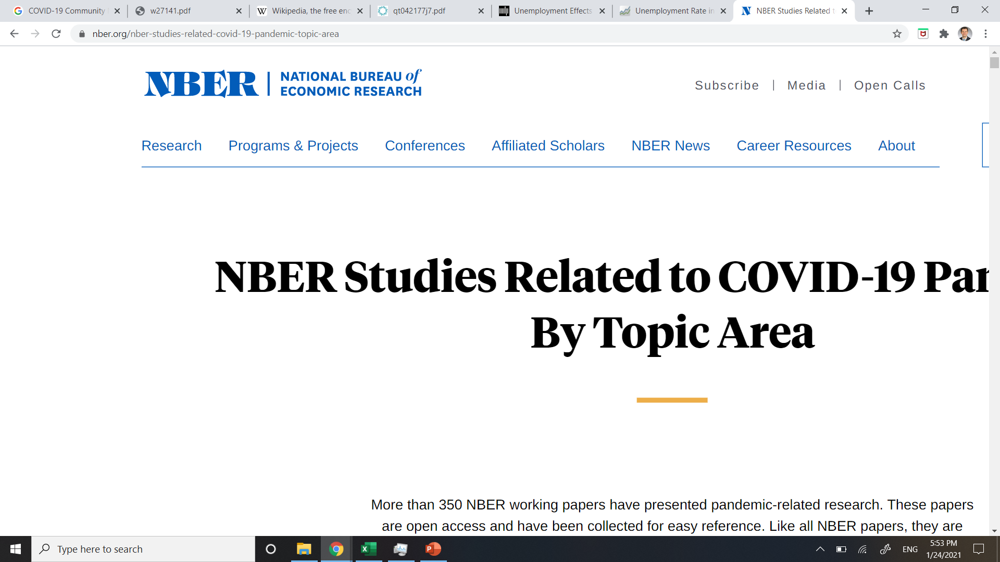 COVID-19 Community
w27141.pdf
Wikipedia, the free enc
qt042177j7.pdf
Unemployment Effects
Unemployment Rate in
NBER Studies Related t
nber.org/nber-studies-related-covid-19-pandemic-topic-area
NBER | NATIONAL BUREAU of
ECONOMIC RESEARCH
Subscribe | Media | Open Calls
Research Programs & Projects Conferences Affiliated Scholars NBER News Career Resources About
NBER Studies Related to COVID-19 Pan
By Topic Area
More than 350 NBER working papers have presented pandemic-related research. These papers
are open access and have been collected for easy reference. Like all NBER papers, they are
Type here to search
ENG
5:53 PM
1/24/2021